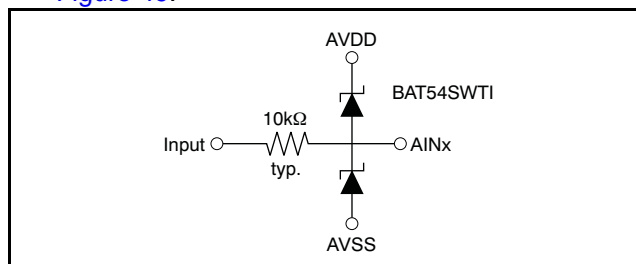 Figure 48.
AVDD
BAT54SWTI
10kΩ
Input
AINx
typ.
AVSS